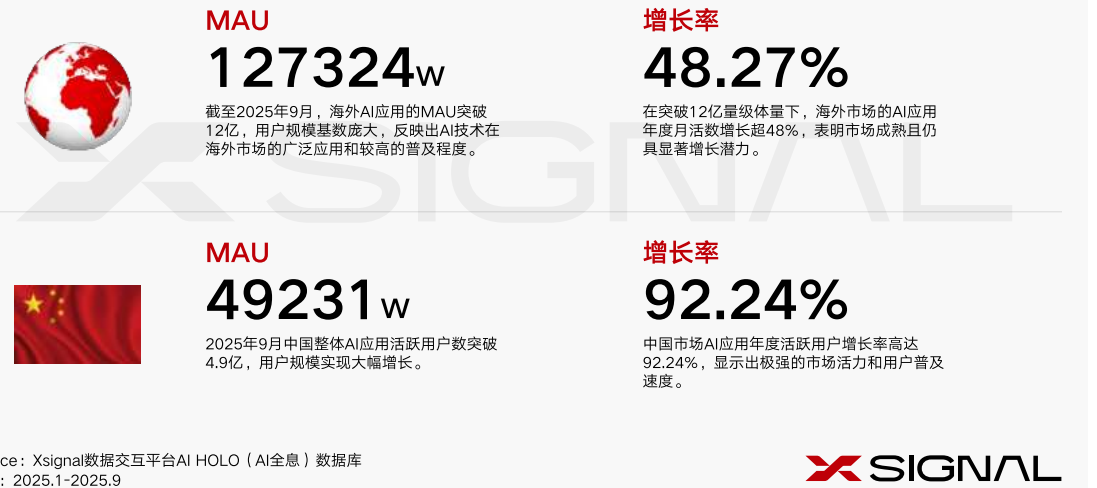 MAU
127324w
截至2025年9月，海外AI应用的MAU突破
12亿，用户规模基数庞大，反映出AI技术在
海外市场的广泛应用和较高的普及程度。
增长率
48.27%
在突破12亿量级体量下，海外市场的AI应用
年度月活数增长超48%，表明市场成熟且仍
具显著增长潜力。
XSIGNAL
MAU
49231w
2025年9月中国整体AI应用活跃用户数突破
4.9亿，用户规模实现大幅增长。
增长率
92.24%
中国市场AI应用年度活跃用户增长率高达
92.24%，显示出极强的市场活力和用户普及
速度。
ce：Xsignal数据交互平台AI HOLO（AI全息）数据库
：2025.1-2025.9
XSIGNAL